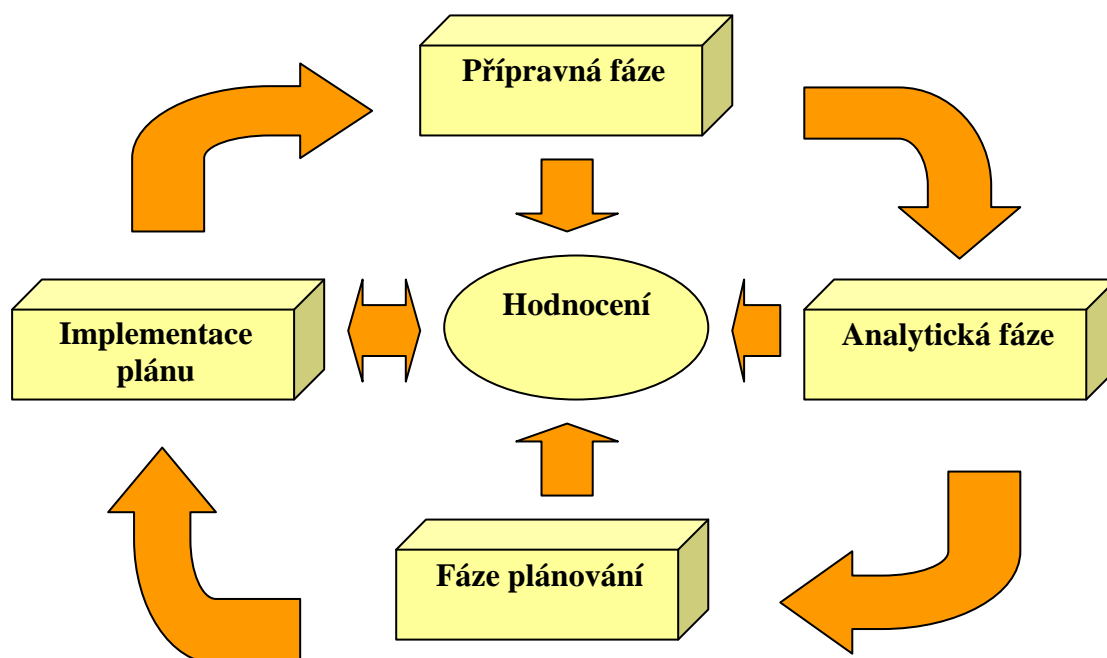 Přípravná fáze
Hodnocení
Implementace
plánu
Analytická fáze
Fáze plánování